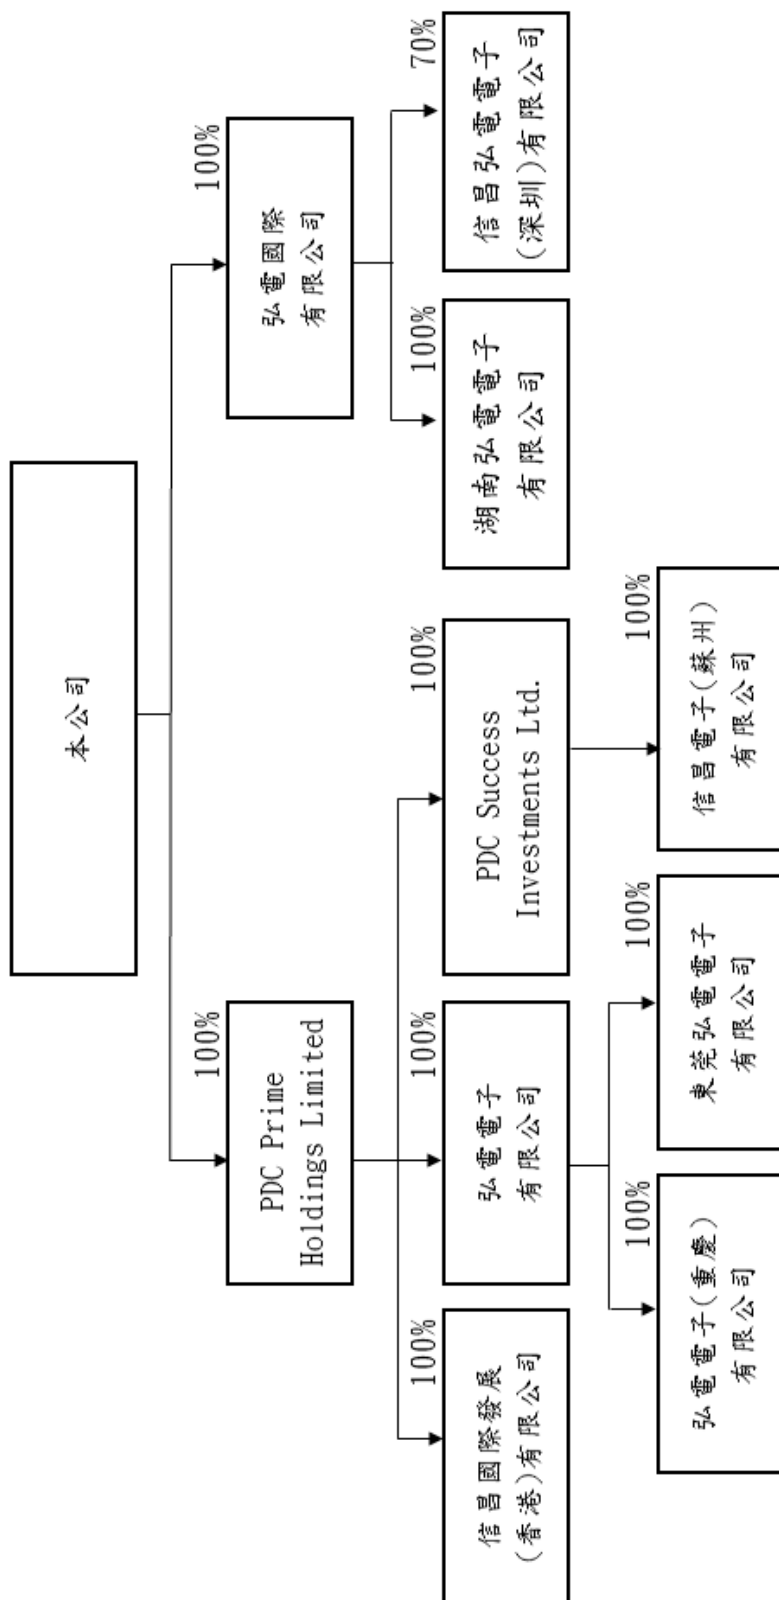 本公司
100%
PDC Prime
Holdings Limited
100%
弘電國際
有限公司
100%
信昌國際發展
(香港)有限公司
100%
弘電電子
有限公司
100%
PDC Success
Investments Ltd.
100%
湖南弘電電子
有限公司
70%
信昌弘電電子
(深圳)有限公司
100%
弘電電子(重慶)
有限公司
100%
東莞弘電電子
有限公司
100%
信昌電子(蘇州)
有限公司